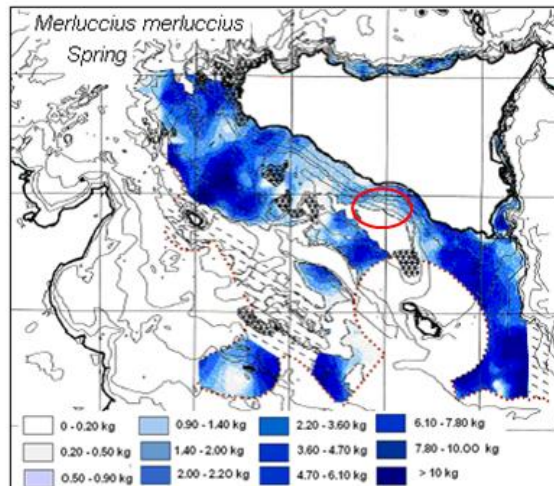 Merluccius merluccius
Spring
0 - 0.20 kg
0.90 - 1.40 kg
2.20 - 3.60 kg
6.10 - 7.80 kg
0.20 - 0.50 kg
1.40 - 2.00 kg
3.60 - 4.70 kg
7.80 - 10.00 kg
0.50 - 0.90 kg
2.00 - 2.20 kg
4.70 - 6.10 kg
> 10 kg